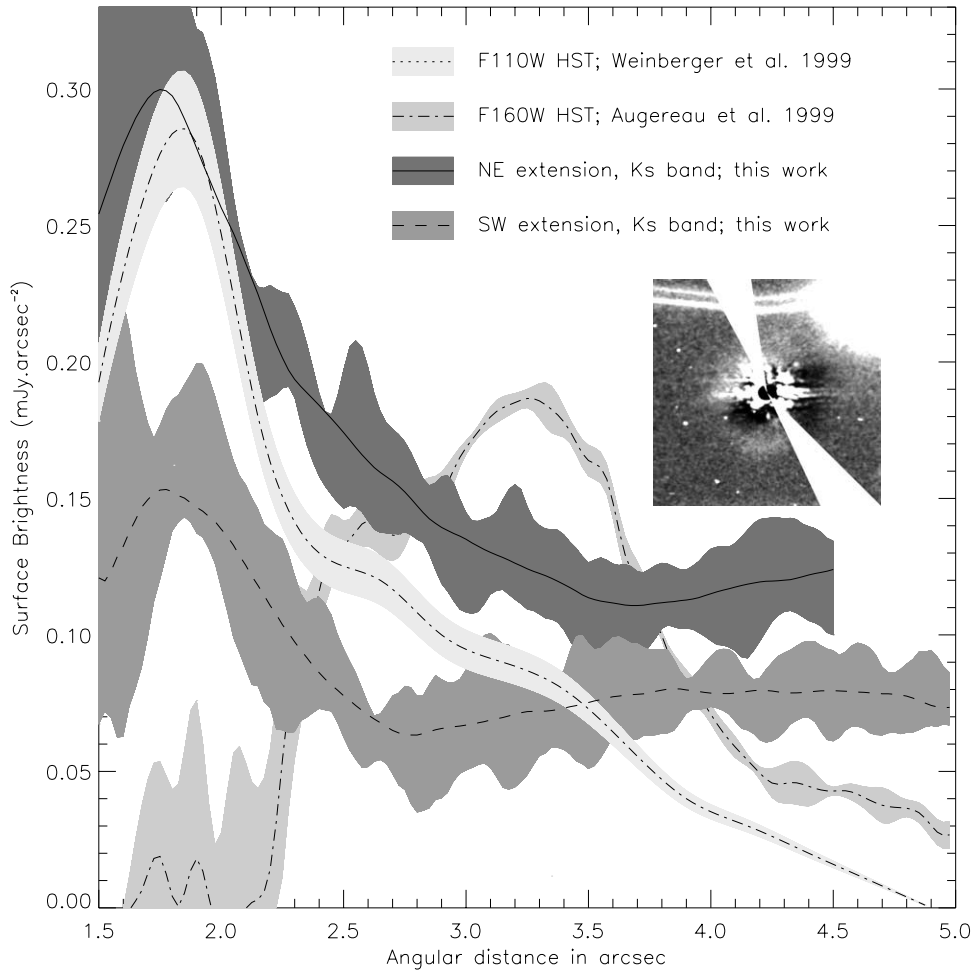 F110W HST; Weinberger et al. 1999
F160W HST; Augereau et al. 1999
NE extension, Ks band; this work
SW extension, Ks band; this work
Surface Brightness (mJy.arcsec⁻²)
0.30
0.25
0.20
0.15
0.10
0.05
0.00
1.5 2.0 2.5 3.0 3.5 4.0 4.5 5.0
Angular distance in arcsec